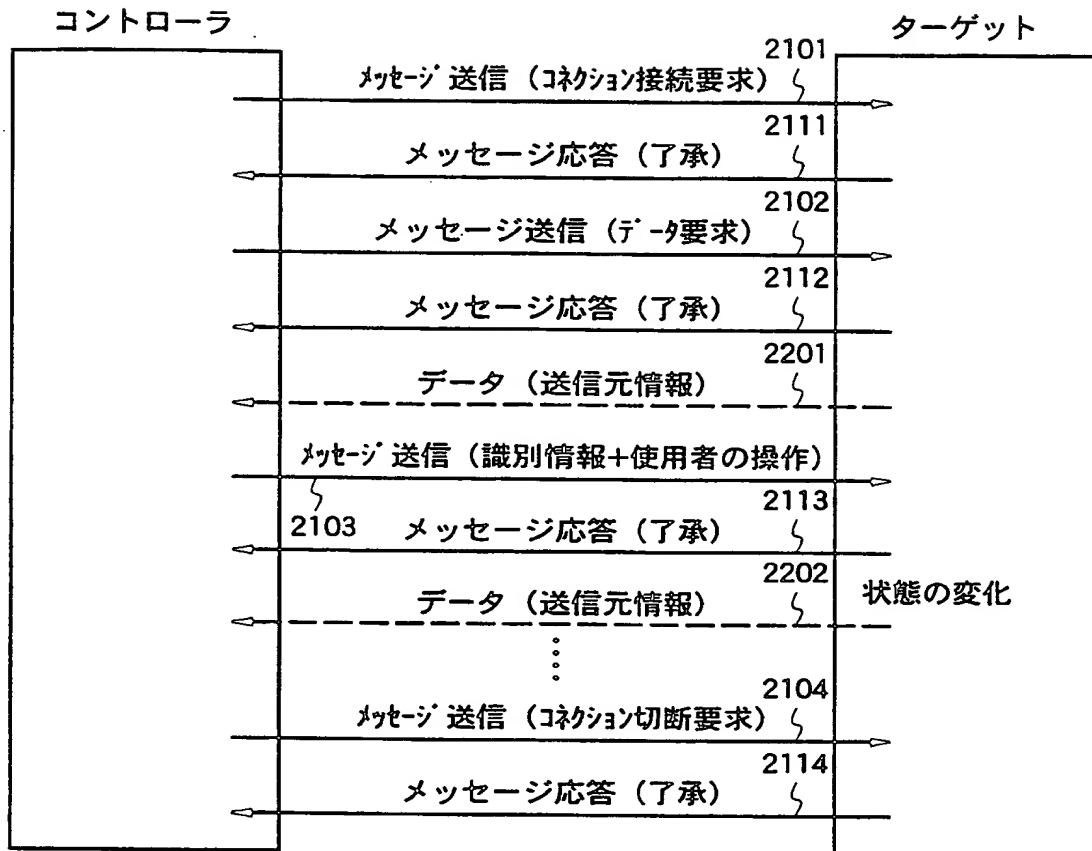 コントローラ
ターゲット
2101
メッセージ送信（コネクション接続要求）
2111
メッセージ応答（了承）
2102
メッセージ送信（データ要求）
2112
メッセージ応答（了承）
2201
データ（送信元情報）
メッセージ送信（識別情報+使用者の操作）
2103
2113
メッセージ応答（了承）
2202
データ（送信元情報）
状態の変化
2104
メッセージ送信（コネクション切断要求）
2114
メッセージ応答（了承）